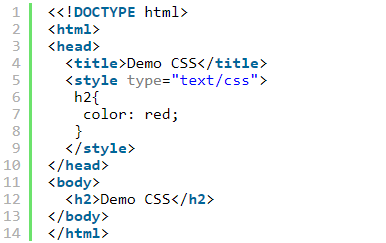 1 <<!DOCTYPE html>
2 <html>
3 <head>
4   <title>Demo CSS</title>
5   <style type="text/css">
6    h2{
7     color: red;
8    }
9   </style>
10 </head>
11 <body>
12   <h2>Demo CSS</h2>
13 </body>
14 </html>